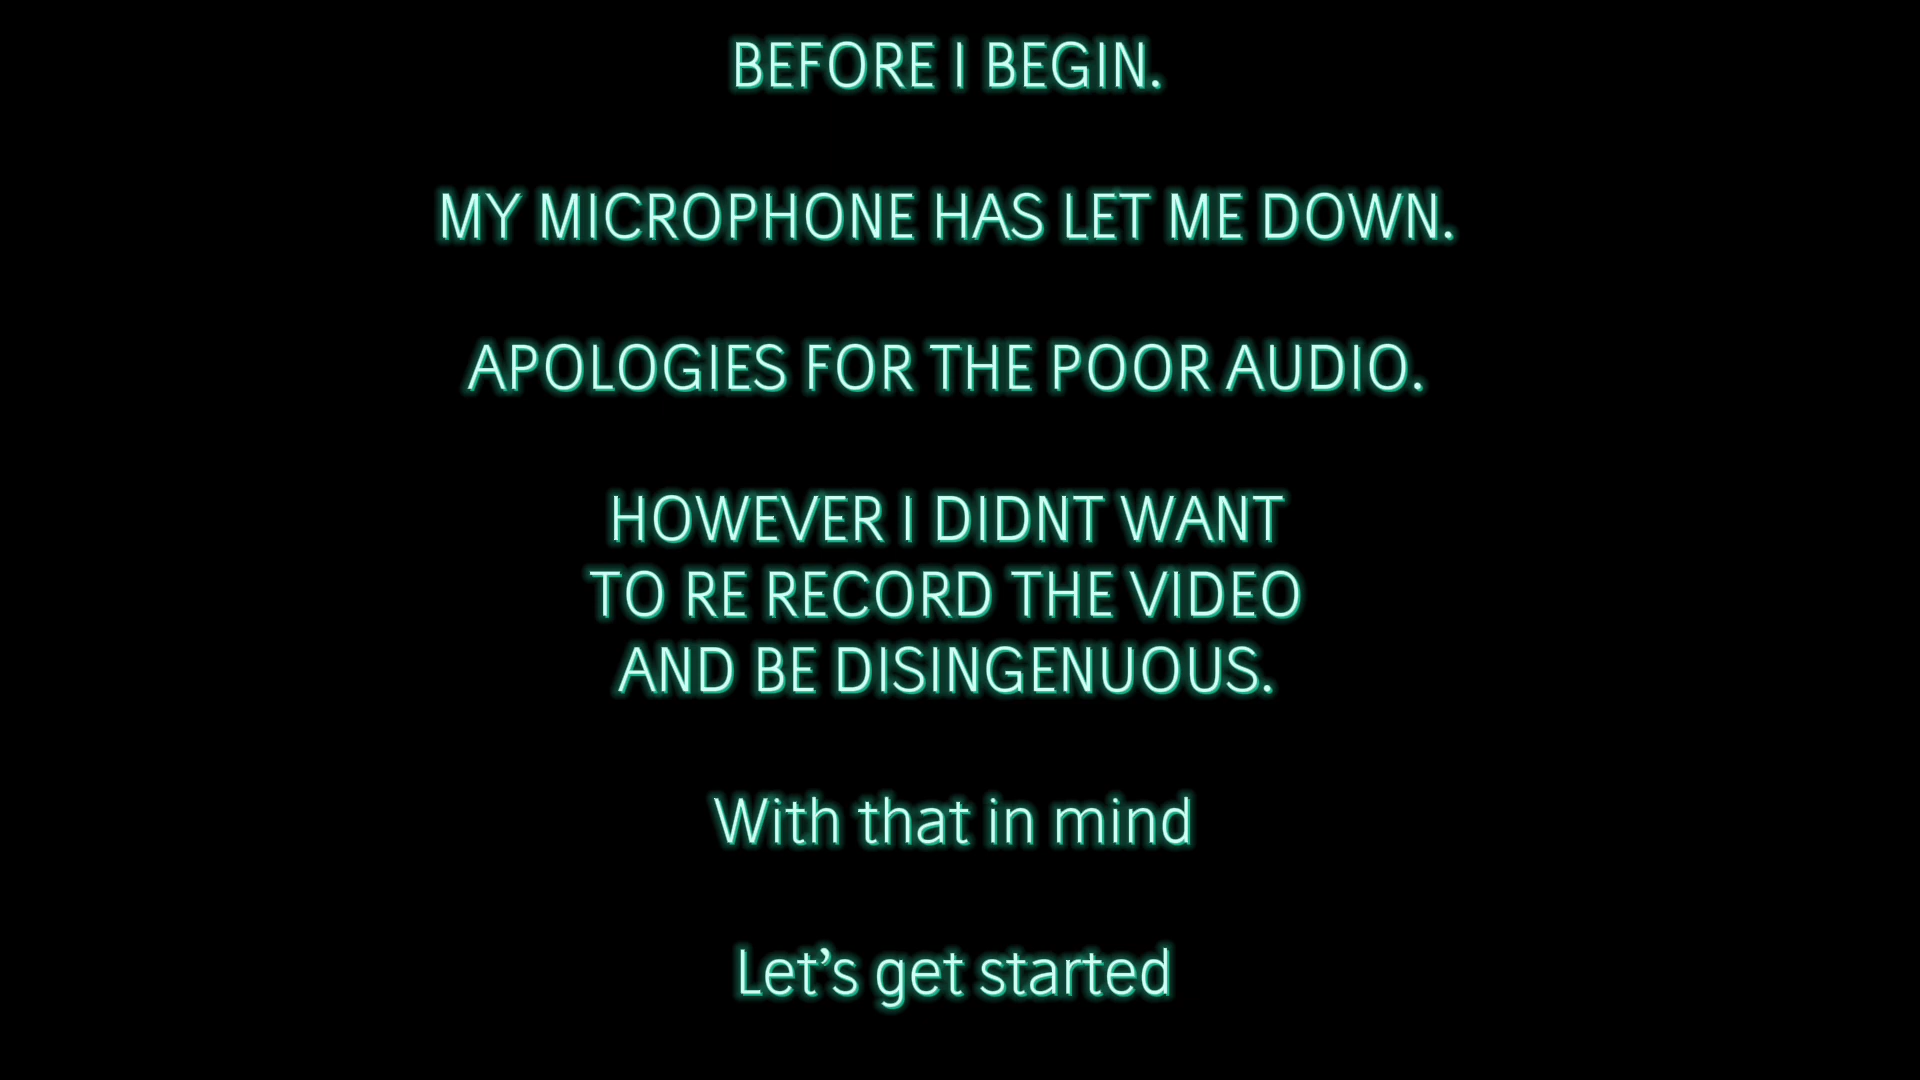 BEFORE I BEGIN.
MY MICROPHONE HAS LET ME DOWN.
APOLOGIES FOR THE POOR AUDIO.
HOWEVER I DIDNT WANT
TO RE RECORD THE VIDEO
AND BE DISINGENUOUS.
With that in mind
Let’s get started